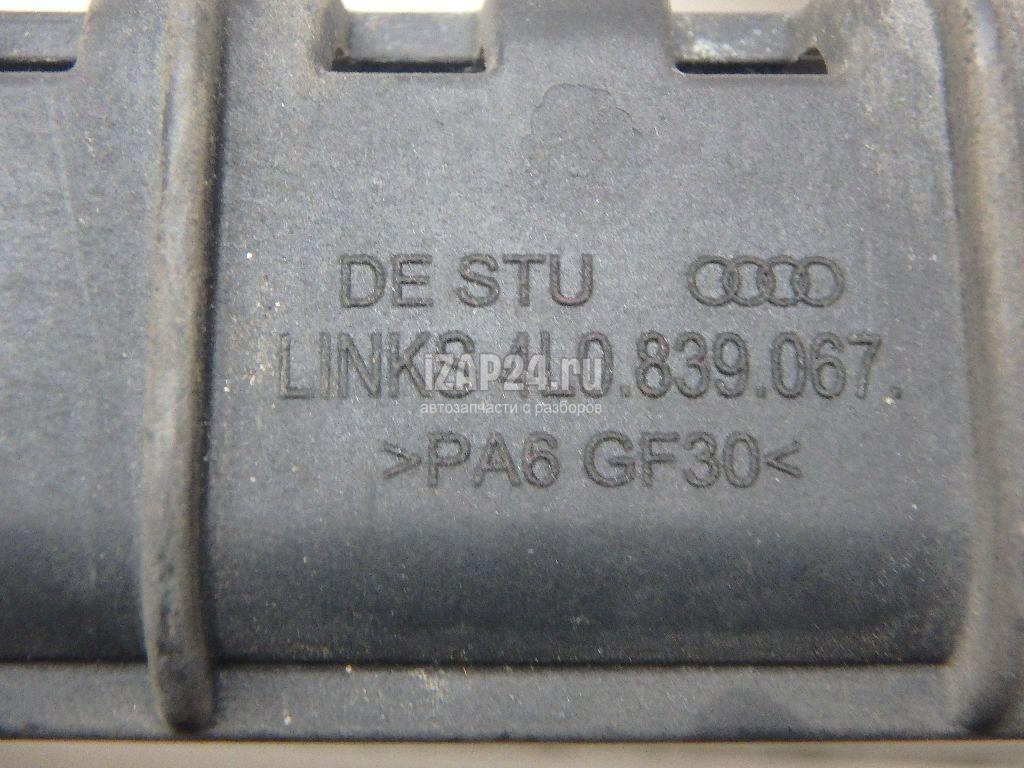 DE STU
LINKS 4L0.839.067.
iZAP24.ru
автозапчасти с разборов
>PA6 GF30<